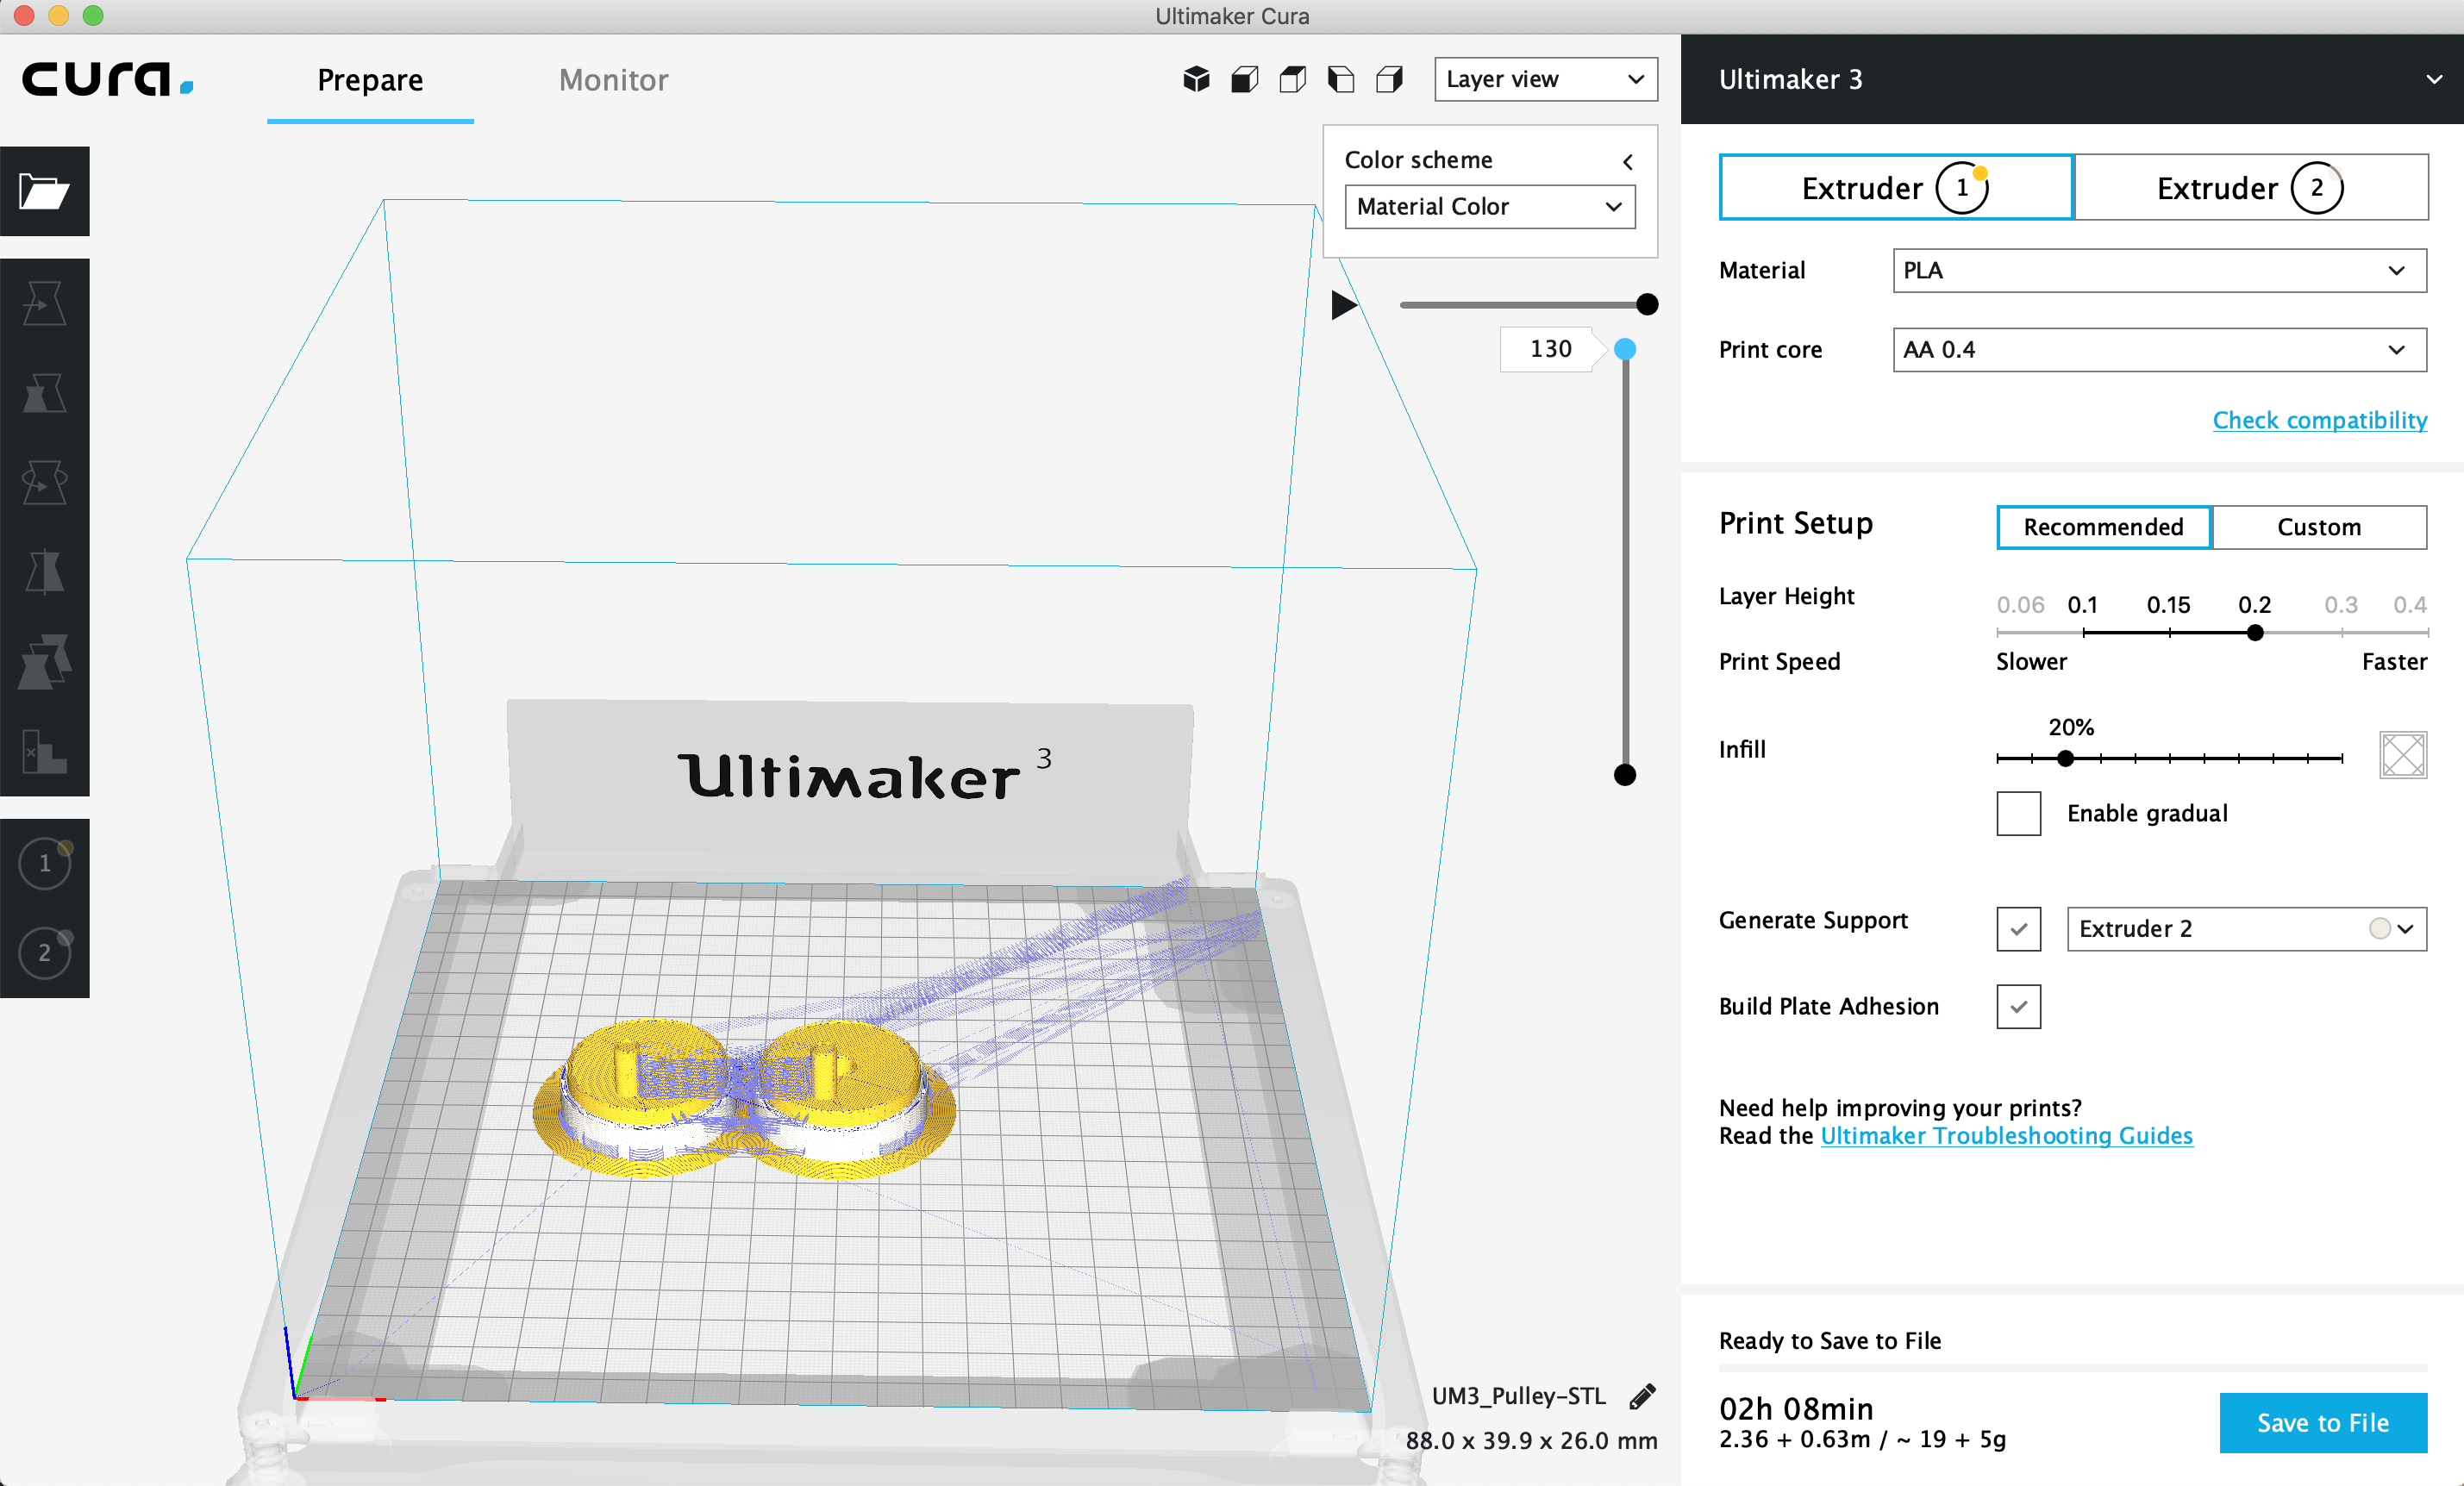 Ultimaker Cura
cura.
Prepare
Monitor
Layer view
Color scheme
Material Color
130
Ultimaker 3
1
2
UM3_Pulley-STL
88.0 x 39.9 x 26.0 mm
Ultimaker 3
Extruder 1
Extruder 2
Material
PLA
Print core
AA 0.4
Check compatibility
Print Setup
Recommended
Custom
Layer Height
0.06 0.1 0.15 0.2 0.3 0.4
Print Speed
Slower
Faster
20%
Infill
Enable gradual
Generate Support
Extruder 2
Build Plate Adhesion
Need help improving your prints?
Read the Ultimaker Troubleshooting Guides
Ready to Save to File
02h 08min
2.36 + 0.63m / ~ 19 + 5g
Save to File